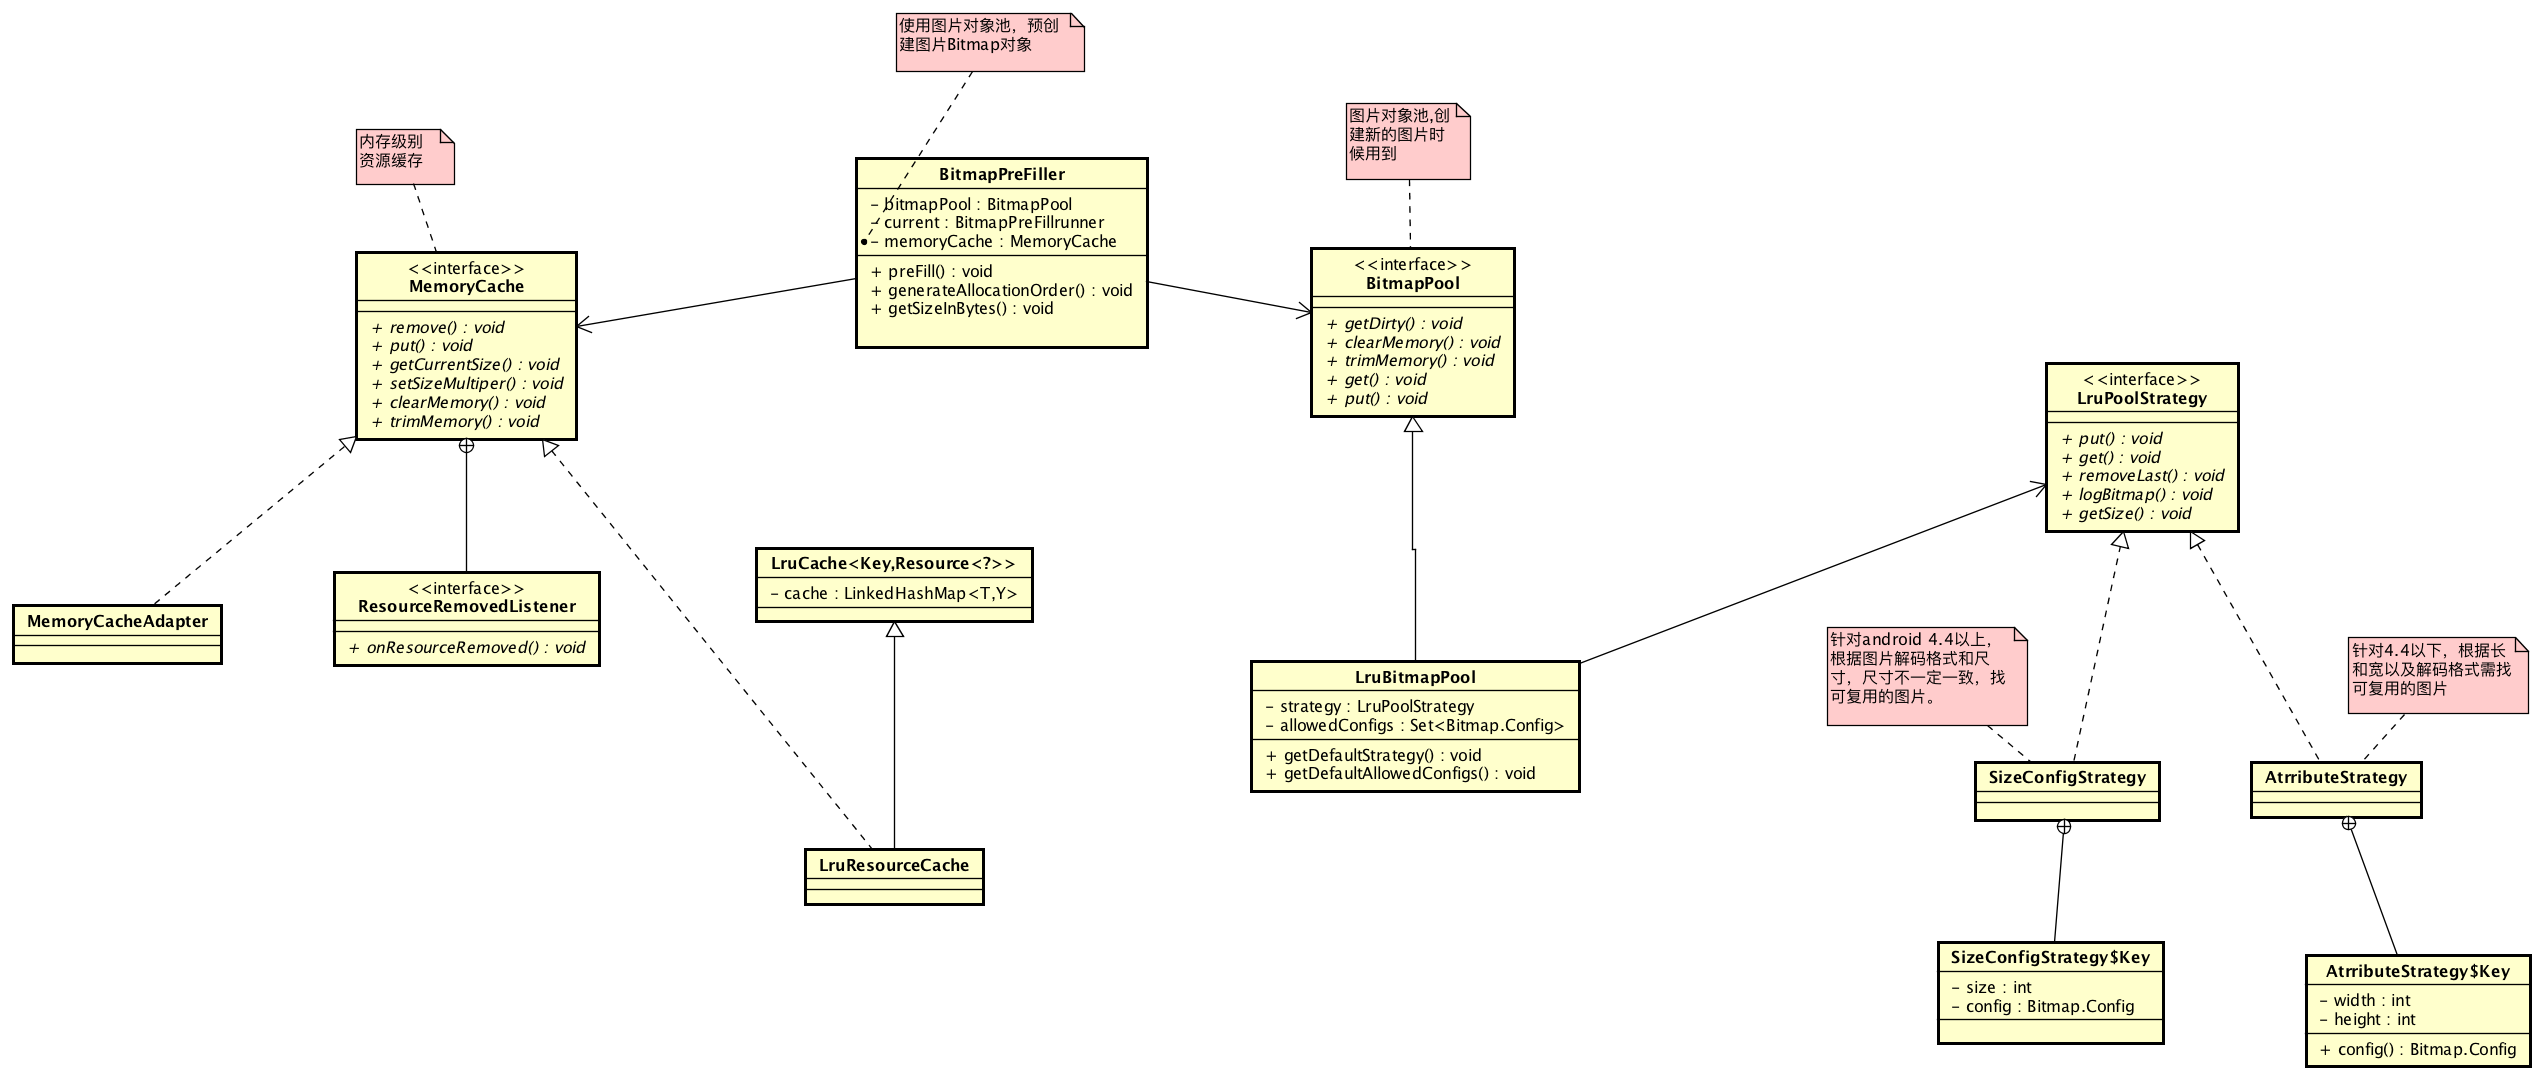 使用图片对象池，预创
建图片Bitmap对象
内存级别
资源缓存
图片对象池,创
建新的图片时
候用到
BitmapPreFiller
- bitmapPool : BitmapPool
- current : BitmapPreFillrunner
- memoryCache : MemoryCache
+ preFill() : void
+ generateAllocationOrder() : void
+ getSizeInBytes() : void
<<interface>>
MemoryCache
+ remove() : void
+ put() : void
+ getCurrentSize() : void
+ setSizeMultiper() : void
+ clearMemory() : void
+ trimMemory() : void
<<interface>>
BitmapPool
+ getDirty() : void
+ clearMemory() : void
+ trimMemory() : void
+ get() : void
+ put() : void
<<interface>>
LruPoolStrategy
+ put() : void
+ get() : void
+ removeLast() : void
+ logBitmap() : void
+ getSize() : void
MemoryCacheAdapter
<<interface>>
ResourceRemovedListener
+ onResourceRemoved() : void
LruCache<Key,Resource<?>>
- cache : LinkedHashMap<T,Y>
LruBitmapPool
- strategy : LruPoolStrategy
- allowedConfigs : Set<Bitmap.Config>
+ getDefaultStrategy() : void
+ getDefaultAllowedConfigs() : void
针对android 4.4以上，
根据图片解码格式和尺
寸，尺寸不一定一致，找
可复用的图片。
针对4.4以下，根据长
和宽以及解码格式需找
可复用的图片
SizeConfigStrategy
AtrributeStrategy
LruResourceCache
SizeConfigStrategy$Key
- size : int
- config : Bitmap.Config
AtrributeStrategy$Key
- width : int
- height : int
+ config() : Bitmap.Config